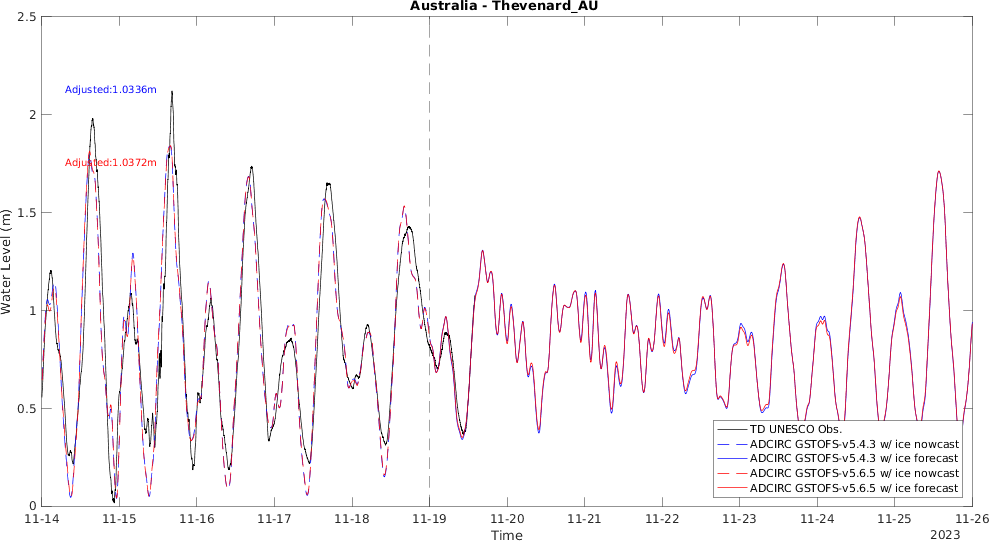 Australia - Thevenard_AU
2.5
2
1.5
1
0.5
0
Water Level (m)
Adjusted:1.0336m
Adjusted:1.0372m
TD UNESCO Obs.
ADCIRC GSTOFS-v5.4.3 w/ ice nowcast
ADCIRC GSTOFS-v5.4.3 w/ ice forecast
ADCIRC GSTOFS-v5.6.5 w/ ice nowcast
ADCIRC GSTOFS-v5.6.5 w/ ice forecast
11-14 11-15 11-16 11-17 11-18 11-19 11-20 11-21 11-22 11-23 11-24 11-25 11-26
Time
2023